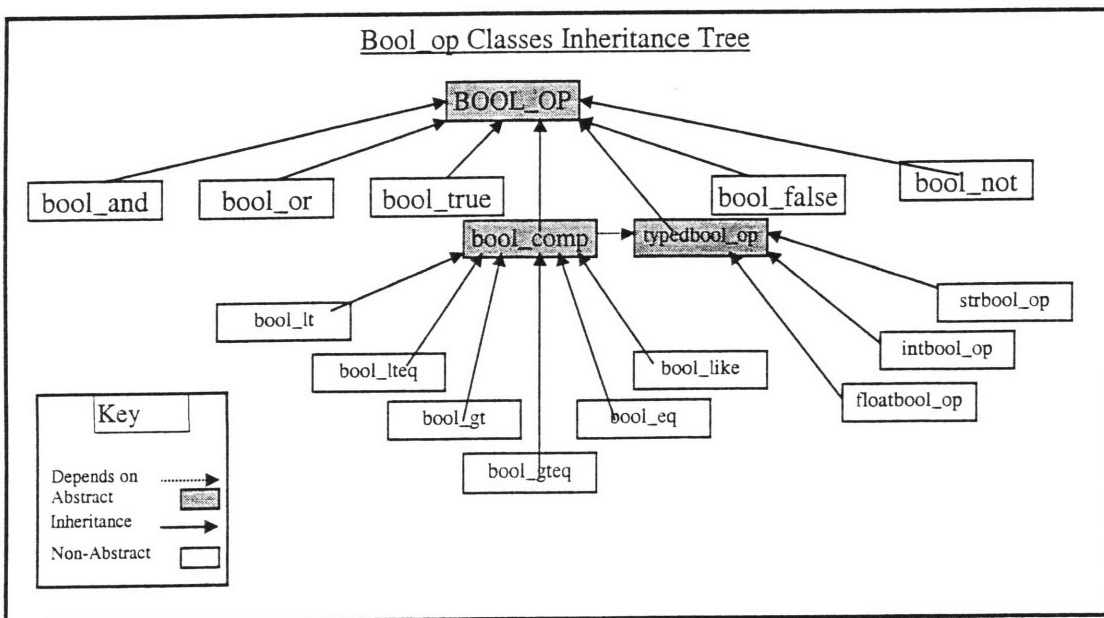 Bool_op Classes Inheritance Tree
BOOL_OP
bool_and
bool_or
bool_true
bool_false
bool_not
bool_comp
typedbool_op
bool_lt
bool_lteq
bool_gt
bool_gteq
bool_eq
bool_like
strbool_op
intbool_op
floatbool_op
Key
Depends on
Abstract
Inheritance
Non-Abstract